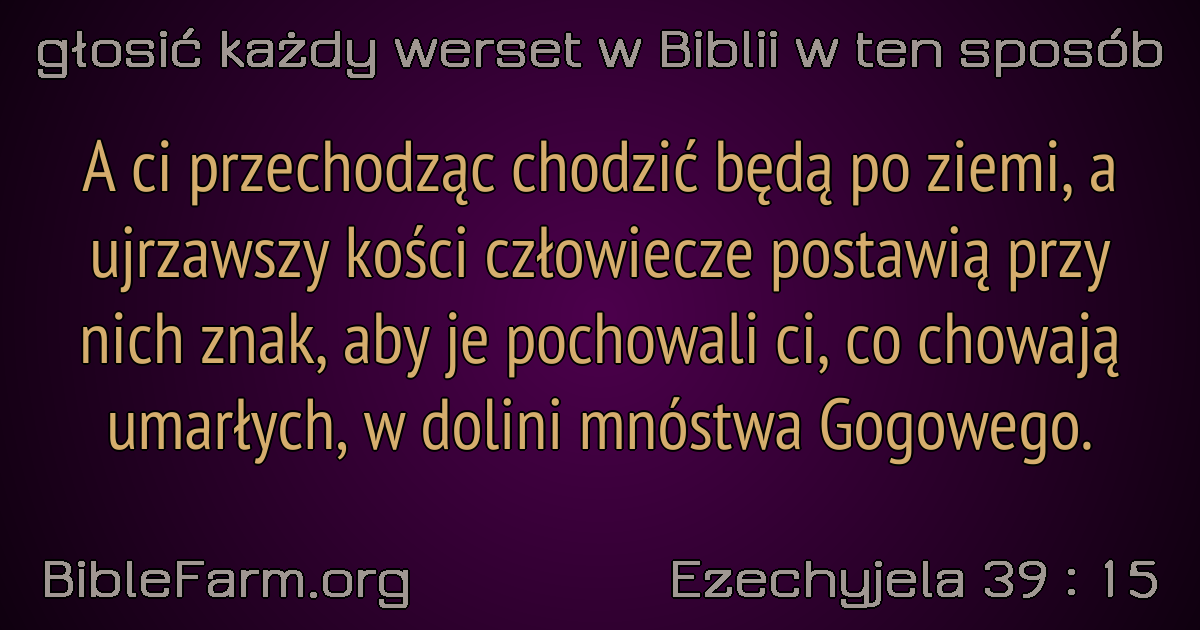 głosić każdy werset w Biblii w ten sposób
A ci przechodząc chodzić będą po ziemi, a
ujrzawszy kości człowiecze postawią przy
nich znak, aby je pochowali ci, co chowają
umarłych, w dolini mnóstwa Gogowego.
BibleFarm.org
Ezechyjela 39 : 15